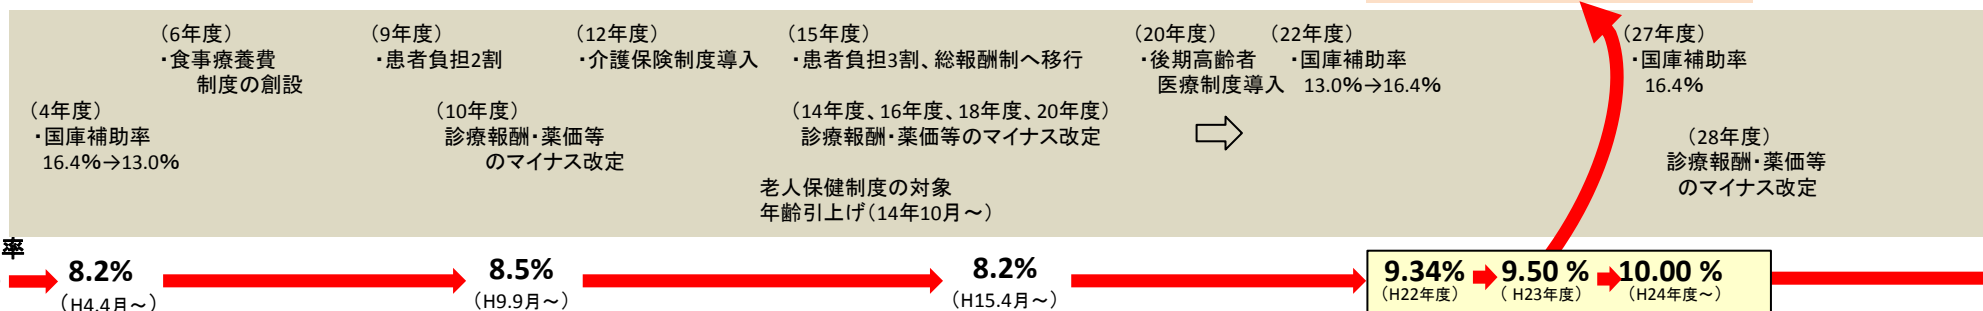 （6年度）
・食事療養費
制度の創設
（9年度）
・患者負担2割
（12年度）
・介護保険制度導入
（15年度）
・患者負担3割、総報酬制へ移行
（20年度）
・後期高齢者
医療制度導入
（22年度）
・国庫補助率
13.0%→16.4%
（27年度）
・国庫補助率
16.4%
（4年度）
・国庫補助率
16.4%→13.0%
（10年度）
診療報酬・薬価等
のマイナス改定
（14年度、16年度、18年度、20年度）
診療報酬・薬価等のマイナス改定
（28年度）
診療報酬・薬価等
のマイナス改定
老人保健制度の対象
年齢引上げ（14年10月～）
率
8.2%
（H4.4月～）
8.5%
（H9.9月～）
8.2%
（H15.4月～）
9.34%
（H22年度）
9.50 %
（ H23年度）
10.00 %
（H24年度～）